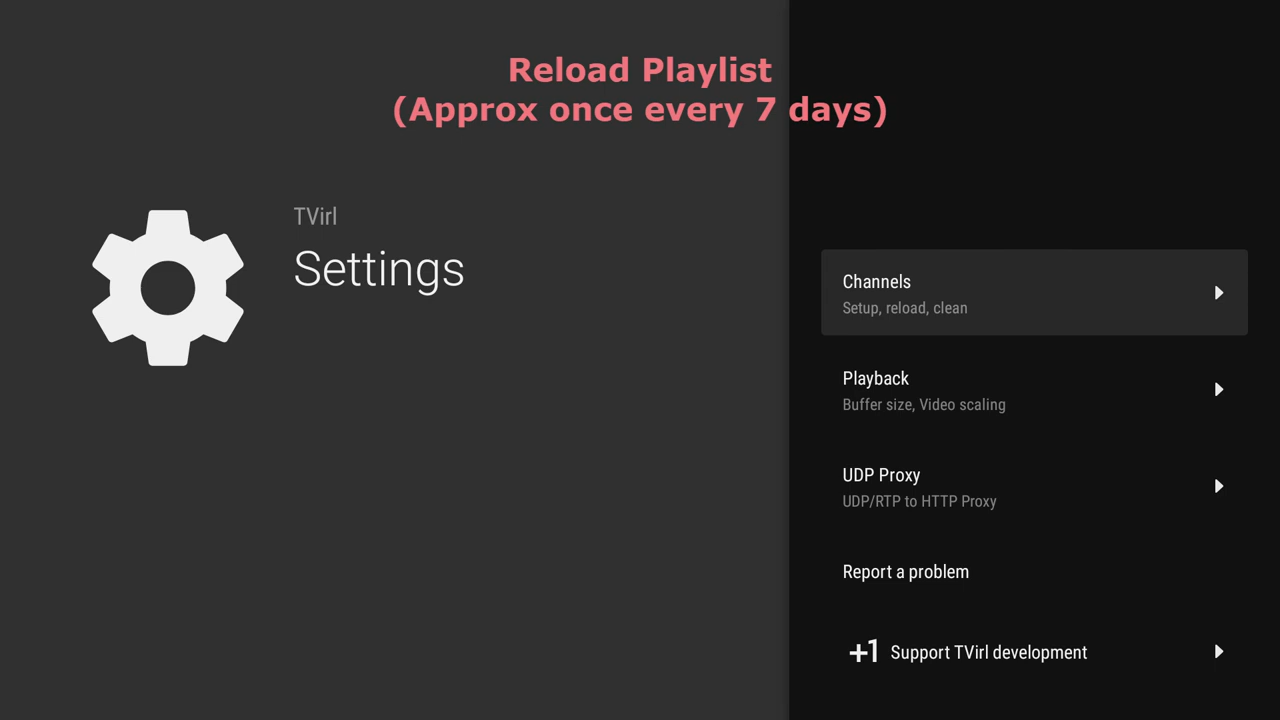 Reload Playlist
(Approx once every 7 days)
TVirl
Settings
Channels
Setup, reload, clean
Playback
Buffer size, Video scaling
UDP Proxy
UDP/RTP to HTTP Proxy
Report a problem
+1 Support TVirl development